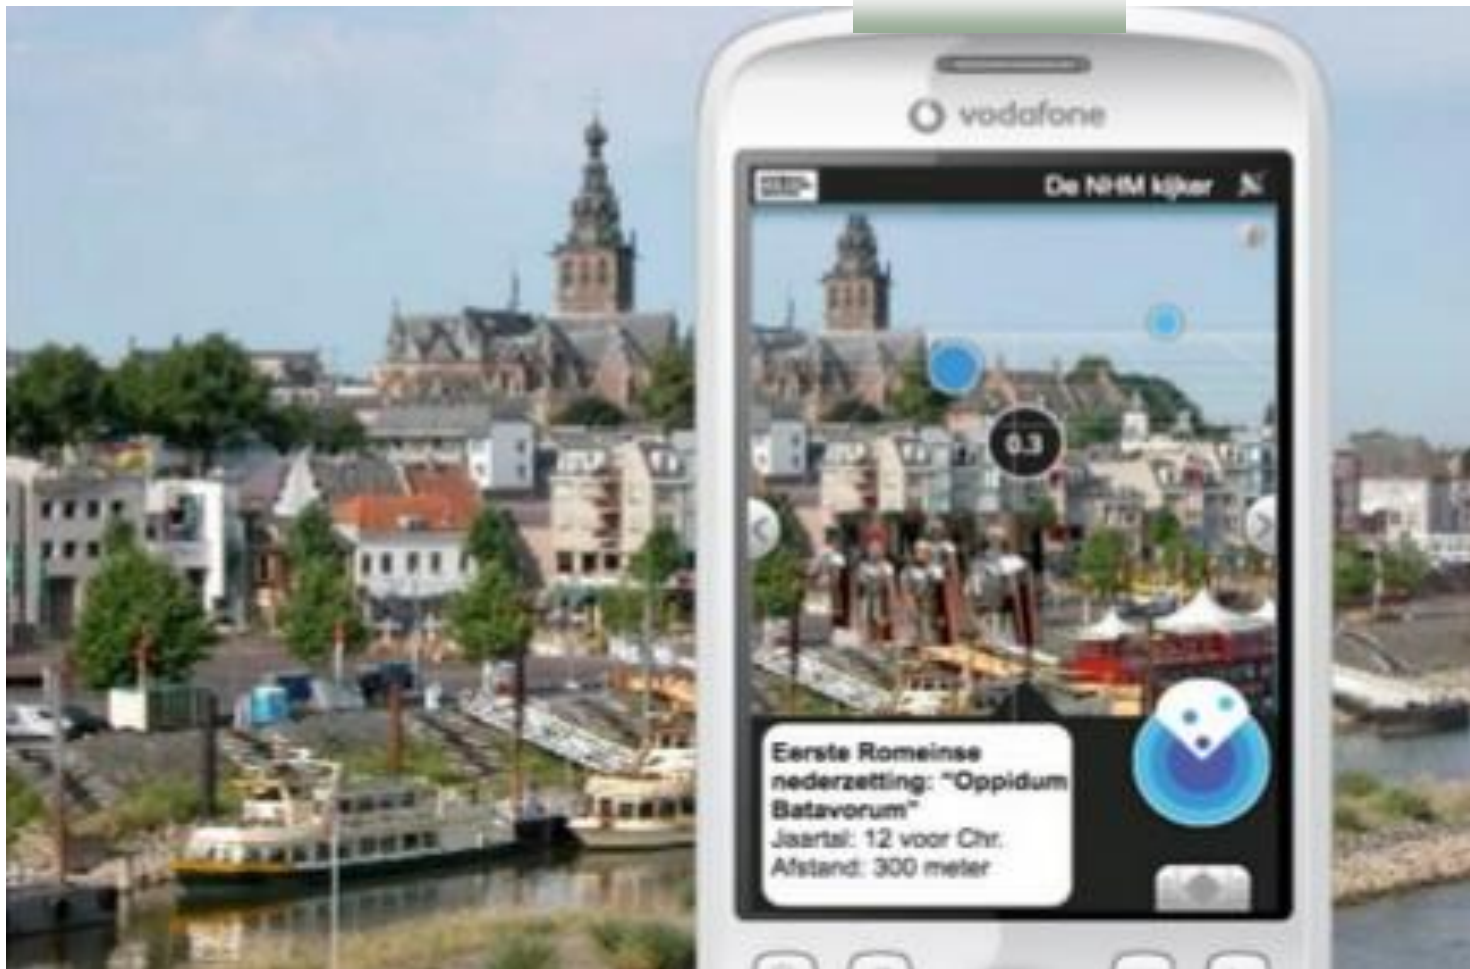 vodafone
De NHM kijker
0.3
Eerste Romeinse
nederzetting: "Oppidum
Batavorum"
Jaartal: 12 voor Chr.
Afstand: 300 meter